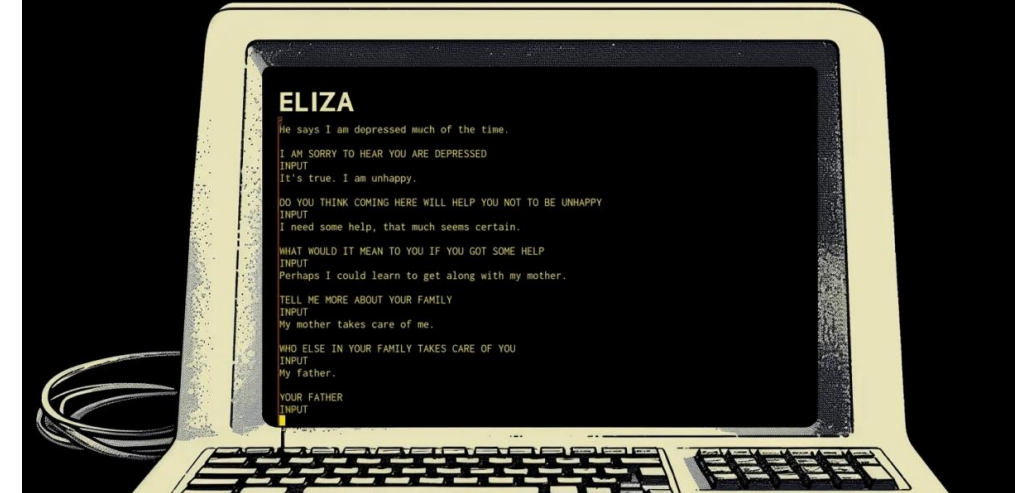 ELIZA
He says I am depressed much of the time.
I AM SORRY TO HEAR YOU ARE DEPRESSED
INPUT
It's true. I am unhappy.
DO YOU THINK COMING HERE WILL HELP YOU NOT TO BE UNHAPPY
INPUT
I need some help, that much seems certain.
WHAT WOULD IT MEAN TO YOU IF YOU GOT SOME HELP
INPUT
Perhaps I could learn to get along with my mother.
TELL ME MORE ABOUT YOUR FAMILY
INPUT
My mother takes care of me.
WHO ELSE IN YOUR FAMILY TAKES CARE OF YOU
INPUT
My father.
YOUR FATHER
INPUT